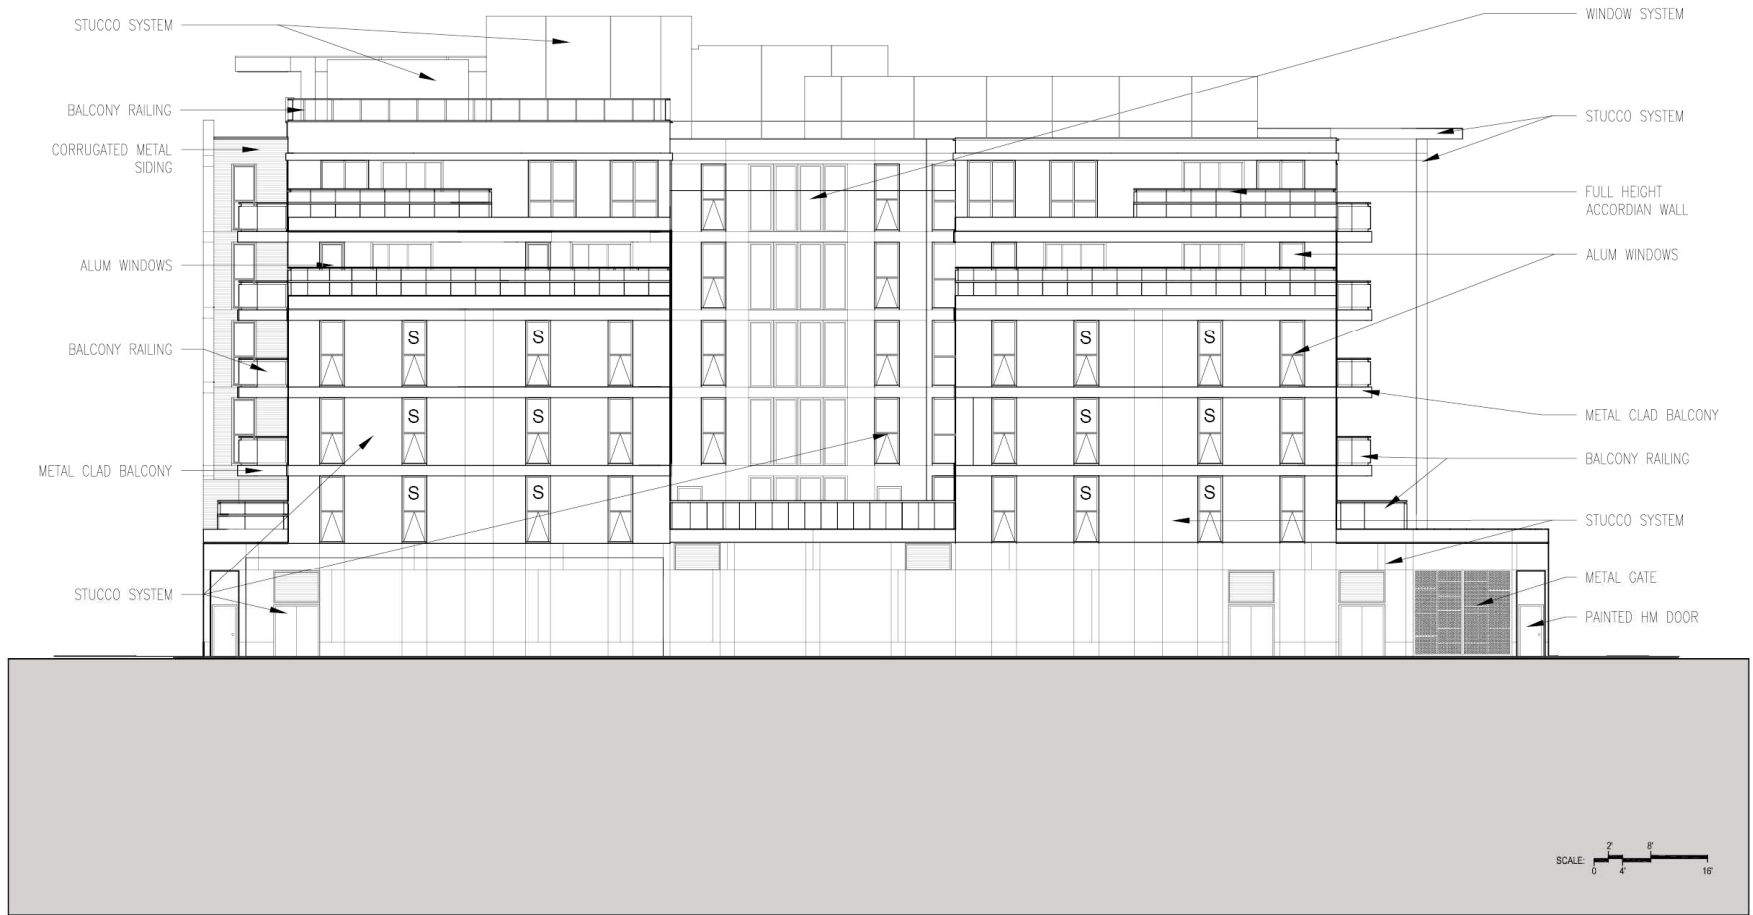 STUCCO SYSTEM
BALCONY RAILING
CORRUGATED METAL
SIDING
ALUM WINDOWS
BALCONY RAILING
METAL CLAD BALCONY
STUCCO SYSTEM
S
S
S
S
S
S
S
S
S
S
S
S
WINDOW SYSTEM
STUCCO SYSTEM
FULL HEIGHT
ACCORDIAN WALL
ALUM WINDOWS
METAL CLAD BALCONY
BALCONY RAILING
STUCCO SYSTEM
METAL GATE
PAINTED HM DOOR
2' 8'
SCALE:
0 4' 16'